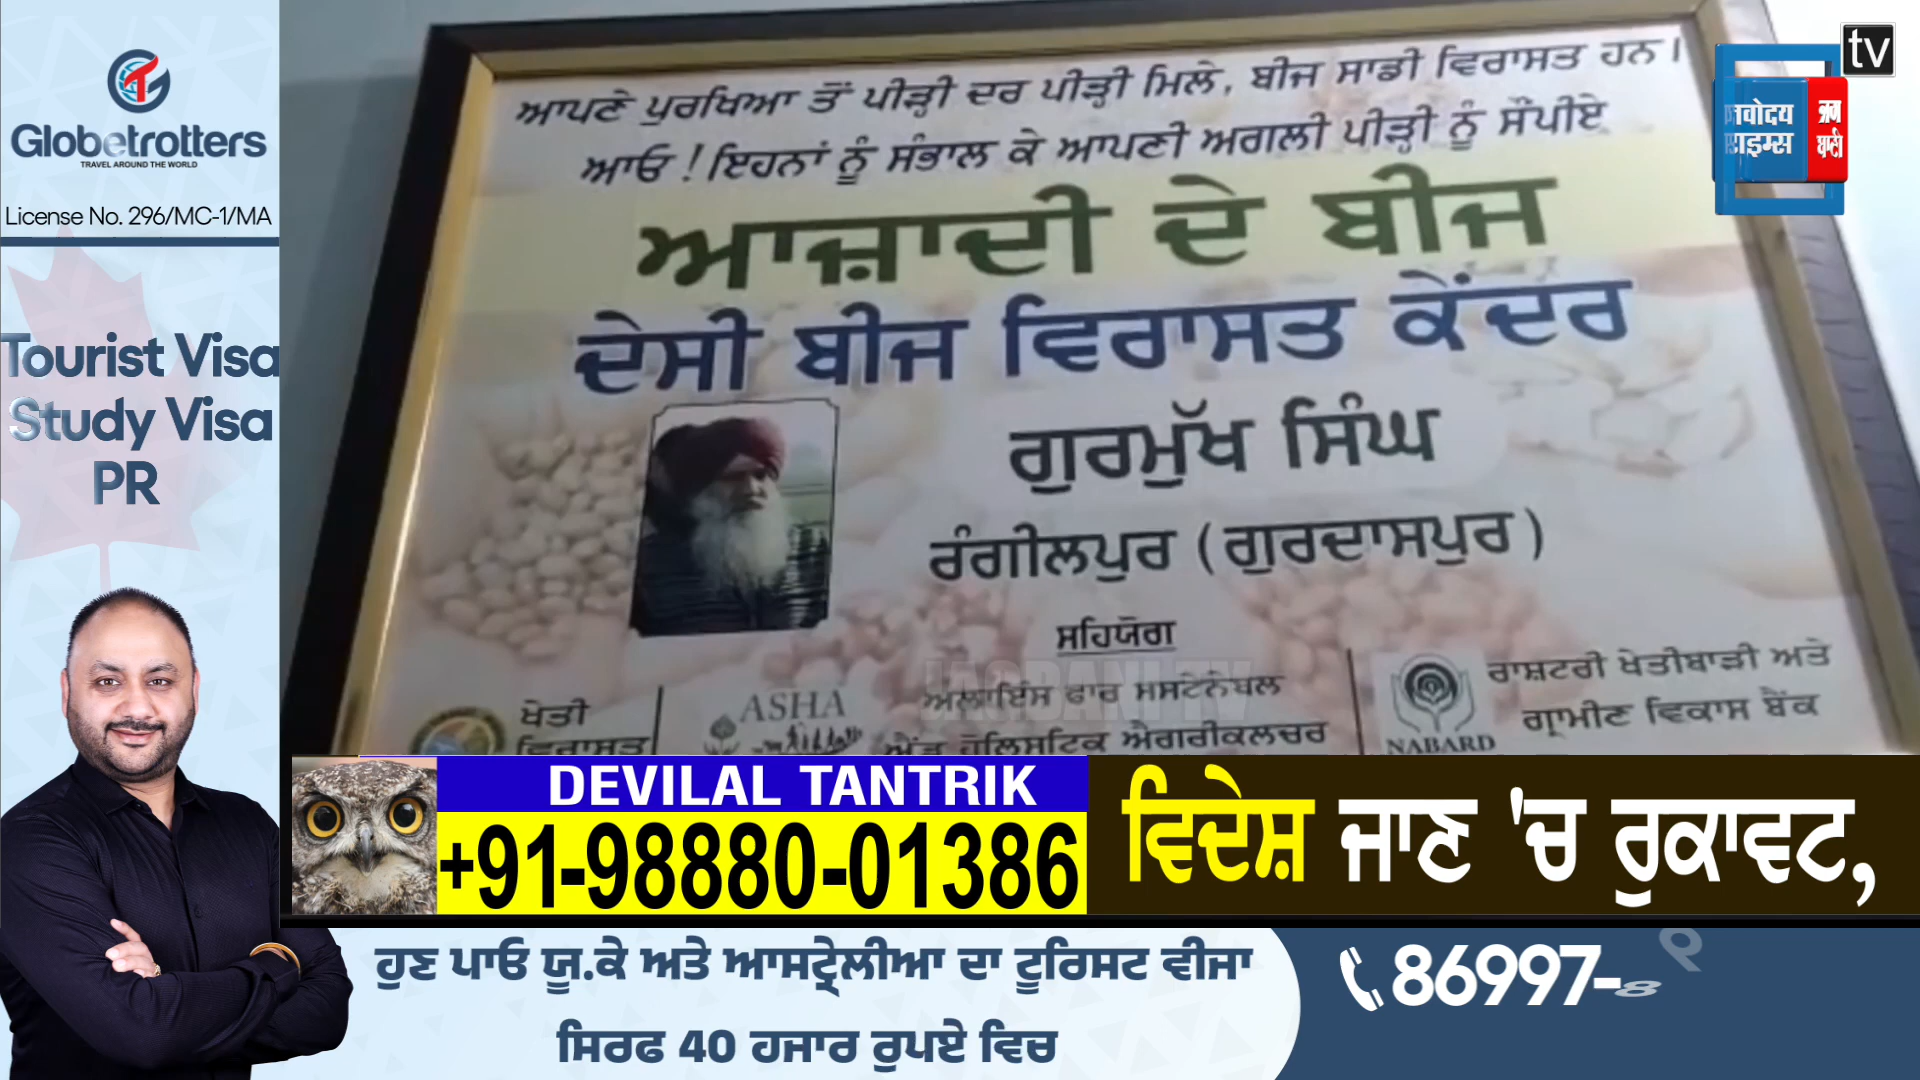 Globetrotters
TRAVEL AROUND THE WORLD
License No. 296/MC-1/MA
Tourist Visa
Study Visa
PR
ਆਪਣੇ ਪੁਰਖਿਆ ਤੋਂ ਪੀੜ੍ਹੀ ਦਰ ਪੀੜ੍ਹੀ ਮਿਲੇ, ਬੀਜ ਸਾਡੀ ਵਿਰਾਸਤ ਹਨ।
ਆਓ ! ਇਹਨਾਂ ਨੂੰ ਸੰਭਾਲ ਕੇ ਆਪਣੀ ਅਗਲੀ ਪੀੜ੍ਹੀ ਨੂੰ ਸੌਂਪੀਏ
ਆਜ਼ਾਦੀ ਦੇ ਬੀਜ
ਦੇਸੀ ਬੀਜ ਵਿਰਾਸਤ ਕੇਂਦਰ
ਗੁਰਮੁੱਖ ਸਿੰਘ
ਰੰਗੀਲਪੁਰ (ਗੁਰਦਾਸਪੁਰ)
ਸਹਿਯੋਗ
ਖੇਤੀ
ਵਿਰਾਸਤ
ASHA
ਅਲਾਇੰਸ ਫਾਰ ਸਸਟੇਨੇਬਲ
ਐਂਡ ਹੋਲਿਸਟਿਕ ਐਗਰੀਕਲਚਰ
NABARD
ਰਾਸ਼ਟਰੀ ਖੇਤੀਬਾੜੀ ਅਤੇ
ਗ੍ਰਾਮੀਣ ਵਿਕਾਸ ਬੈਂਕ
JAGBANI TV
tv
DEVILAL TANTRIK
+91-98880-01386
ਵਿਦੇਸ਼ ਜਾਣ 'ਚ ਰੁਕਾਵਟ,
ਹੁਣ ਪਾਓ ਯੂ.ਕੇ ਅਤੇ ਆਸਟ੍ਰੇਲੀਆ ਦਾ ਟੂਰਿਸਟ ਵੀਜਾ
ਸਿਰਫ 40 ਹਜਾਰ ਰੁਪਏ ਵਿਚ
86997-